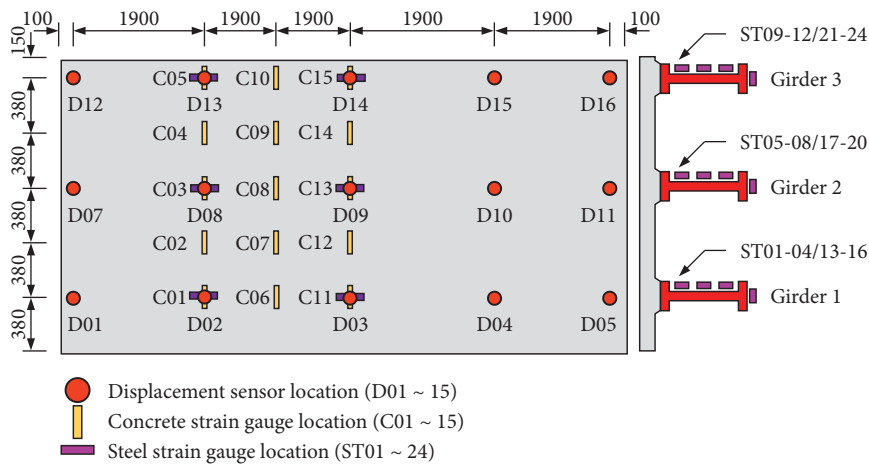 100 1900 1900 1900 1900 1900 100
150
380
380
380
380
380
C05 C10 C15
D12 D13 D14 D15 D16
C04 C09 C14
C03 C08 C13
D07 D08 D09 D10 D11
C02 C07 C12
C01 C06 C11
D01 D02 D03 D04 D05
ST09-12/21-24
Girder 3
ST05-08/17-20
Girder 2
ST01-04/13-16
Girder 1
Displacement sensor location (D01 ~ 15)
Concrete strain gauge location (C01 ~ 15)
Steel strain gauge location (ST01 ~ 24)